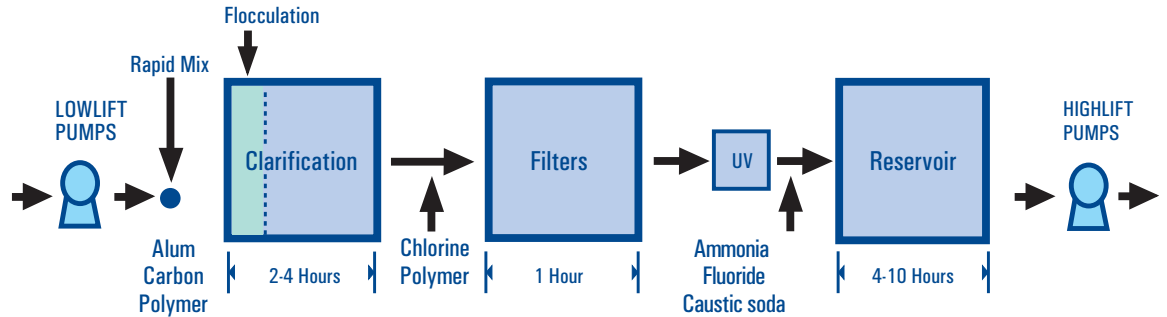 Flocculation
Rapid Mix
LOWLIFT
PUMPS
Clarification
Filters
UV
Reservoir
HIGHLIFT
PUMPS
Alum
Carbon
Polymer
2-4 Hours
Chlorine
Polymer
1 Hour
Ammonia
Fluoride
Caustic soda
4-10 Hours